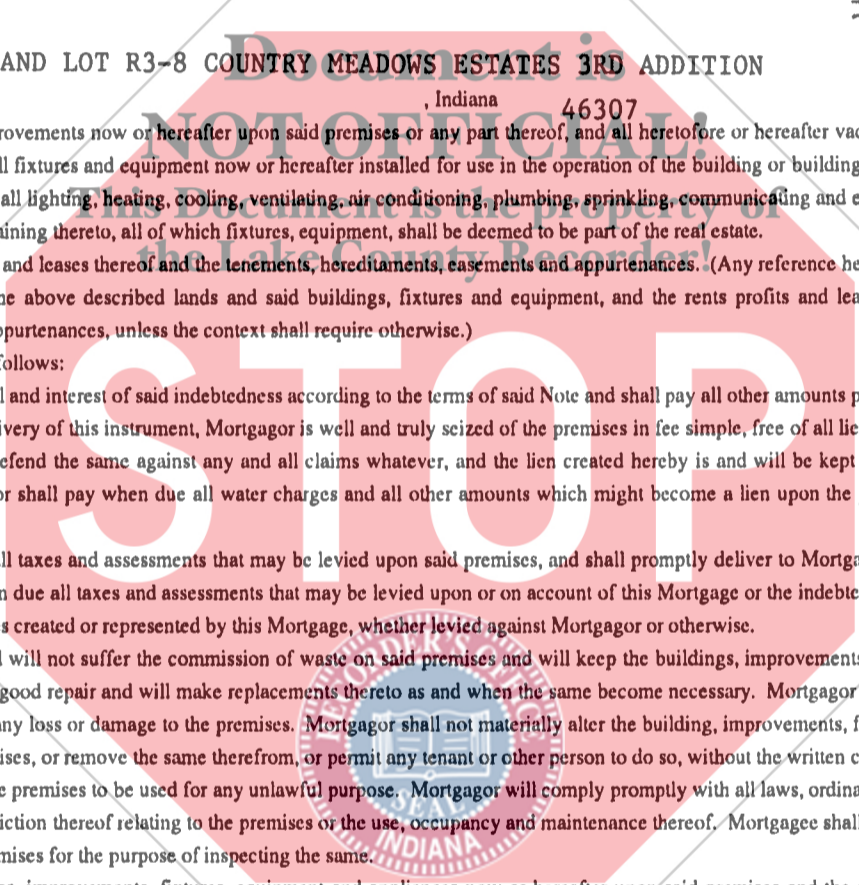 AND LOT R3-8 COUNTRY MEADOWS ESTATES 3RD ADDITION
, Indiana 46307
rovements now or hereafter upon said premises or any part thereof, and all heretofore or hereafter vac
ll fixtures and equipment now or hereafter installed for use in the operation of the building or building
all lighting, heating, cooling, ventilating, air conditioning, plumbing, sprinkling, communicating and e
ining thereto, all of which fixtures, equipment, shall be deemed to be part of the real estate.
and leases thereof and the tenements, hereditaments, easements and appurtenances. (Any reference he
he above described lands and said buildings, fixtures and equipment, and the rents profits and lea
ppurtenances, unless the context shall require otherwise.)
follows:
l and interest of said indebtedness according to the terms of said Note and shall pay all other amounts p
ivery of this instrument, Mortgagor is well and truly seized of the premises in fee simple, free of all lie
efend the same against any and all claims whatever, and the lien created hereby is and will be kept
or shall pay when due all water charges and all other amounts which might become a lien upon the
ll taxes and assessments that may be levied upon said premises, and shall promptly deliver to Mortga
n due all taxes and assessments that may be levied upon or on account of this Mortgage or the indebte
s created or represented by this Mortgage, whether levied against Mortgagor or otherwise.
l will not suffer the commission of waste on said premises and will keep the buildings, improvements
good repair and will make replacements thereto as and when the same become necessary. Mortgagor'
any loss or damage to the premises. Mortgagor shall not materially alter the building, improvements, f
ises, or remove the same therefrom, or permit any tenant or other person to do so, without the written c
e premises to be used for any unlawful purpose. Mortgagor will comply promptly with all laws, ordina
iction thereof relating to the premises or the use, occupancy and maintenance thereof. Mortgagee shall
mises for the purpose of inspecting the same.
Document is
NOT OFFICIAL!
This Document is the property of
the Lake County Recorder!
STOP
RECORDER'S OFFICE
SEAL
INDIANA